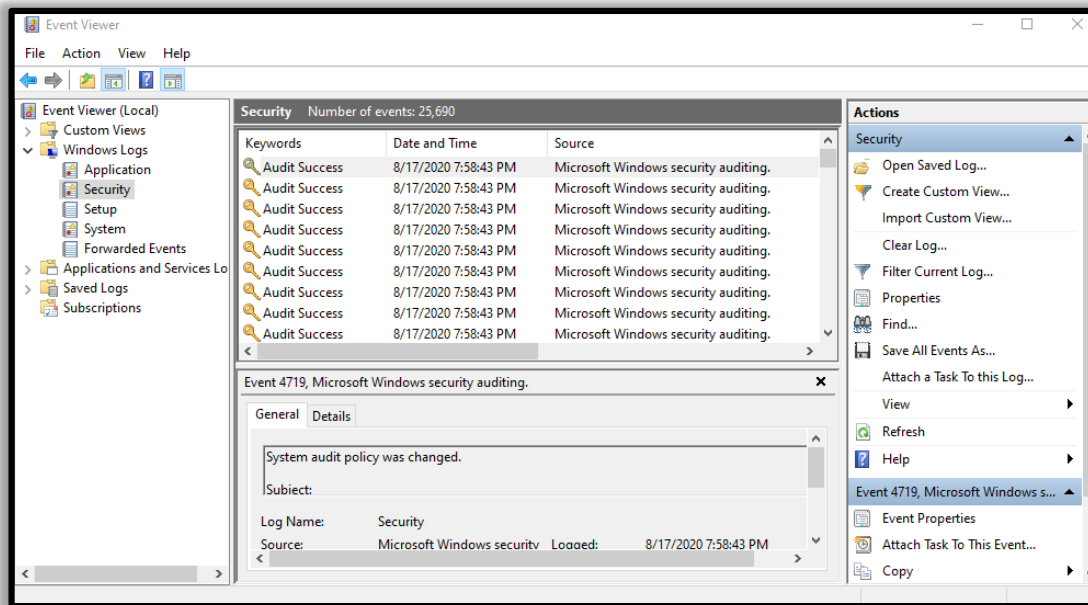 Event Viewer
File Action View Help
Event Viewer (Local)
Custom Views
Windows Logs
Application
Security
Setup
System
Forwarded Events
Applications and Services Lo
Saved Logs
Subscriptions
Security Number of events: 25,690
Keywords Date and Time Source
Audit Success 8/17/2020 7:58:43 PM Microsoft Windows security auditing.
Audit Success 8/17/2020 7:58:43 PM Microsoft Windows security auditing.
Audit Success 8/17/2020 7:58:43 PM Microsoft Windows security auditing.
Audit Success 8/17/2020 7:58:43 PM Microsoft Windows security auditing.
Audit Success 8/17/2020 7:58:43 PM Microsoft Windows security auditing.
Audit Success 8/17/2020 7:58:43 PM Microsoft Windows security auditing.
Audit Success 8/17/2020 7:58:43 PM Microsoft Windows security auditing.
Audit Success 8/17/2020 7:58:43 PM Microsoft Windows security auditing.
Audit Success 8/17/2020 7:58:43 PM Microsoft Windows security auditing.
Event 4719, Microsoft Windows security auditing.
General Details
System audit policy was changed.
Subject:
Log Name: Security
Source: Microsoft Windows security Logged: 8/17/2020 7:58:43 PM
Actions
Security
Open Saved Log...
Create Custom View...
Import Custom View...
Clear Log...
Filter Current Log...
Properties
Find...
Save All Events As...
Attach a Task To this Log...
View
Refresh
Help
Event 4719, Microsoft Windows s...
Event Properties
Attach Task To This Event...
Copy